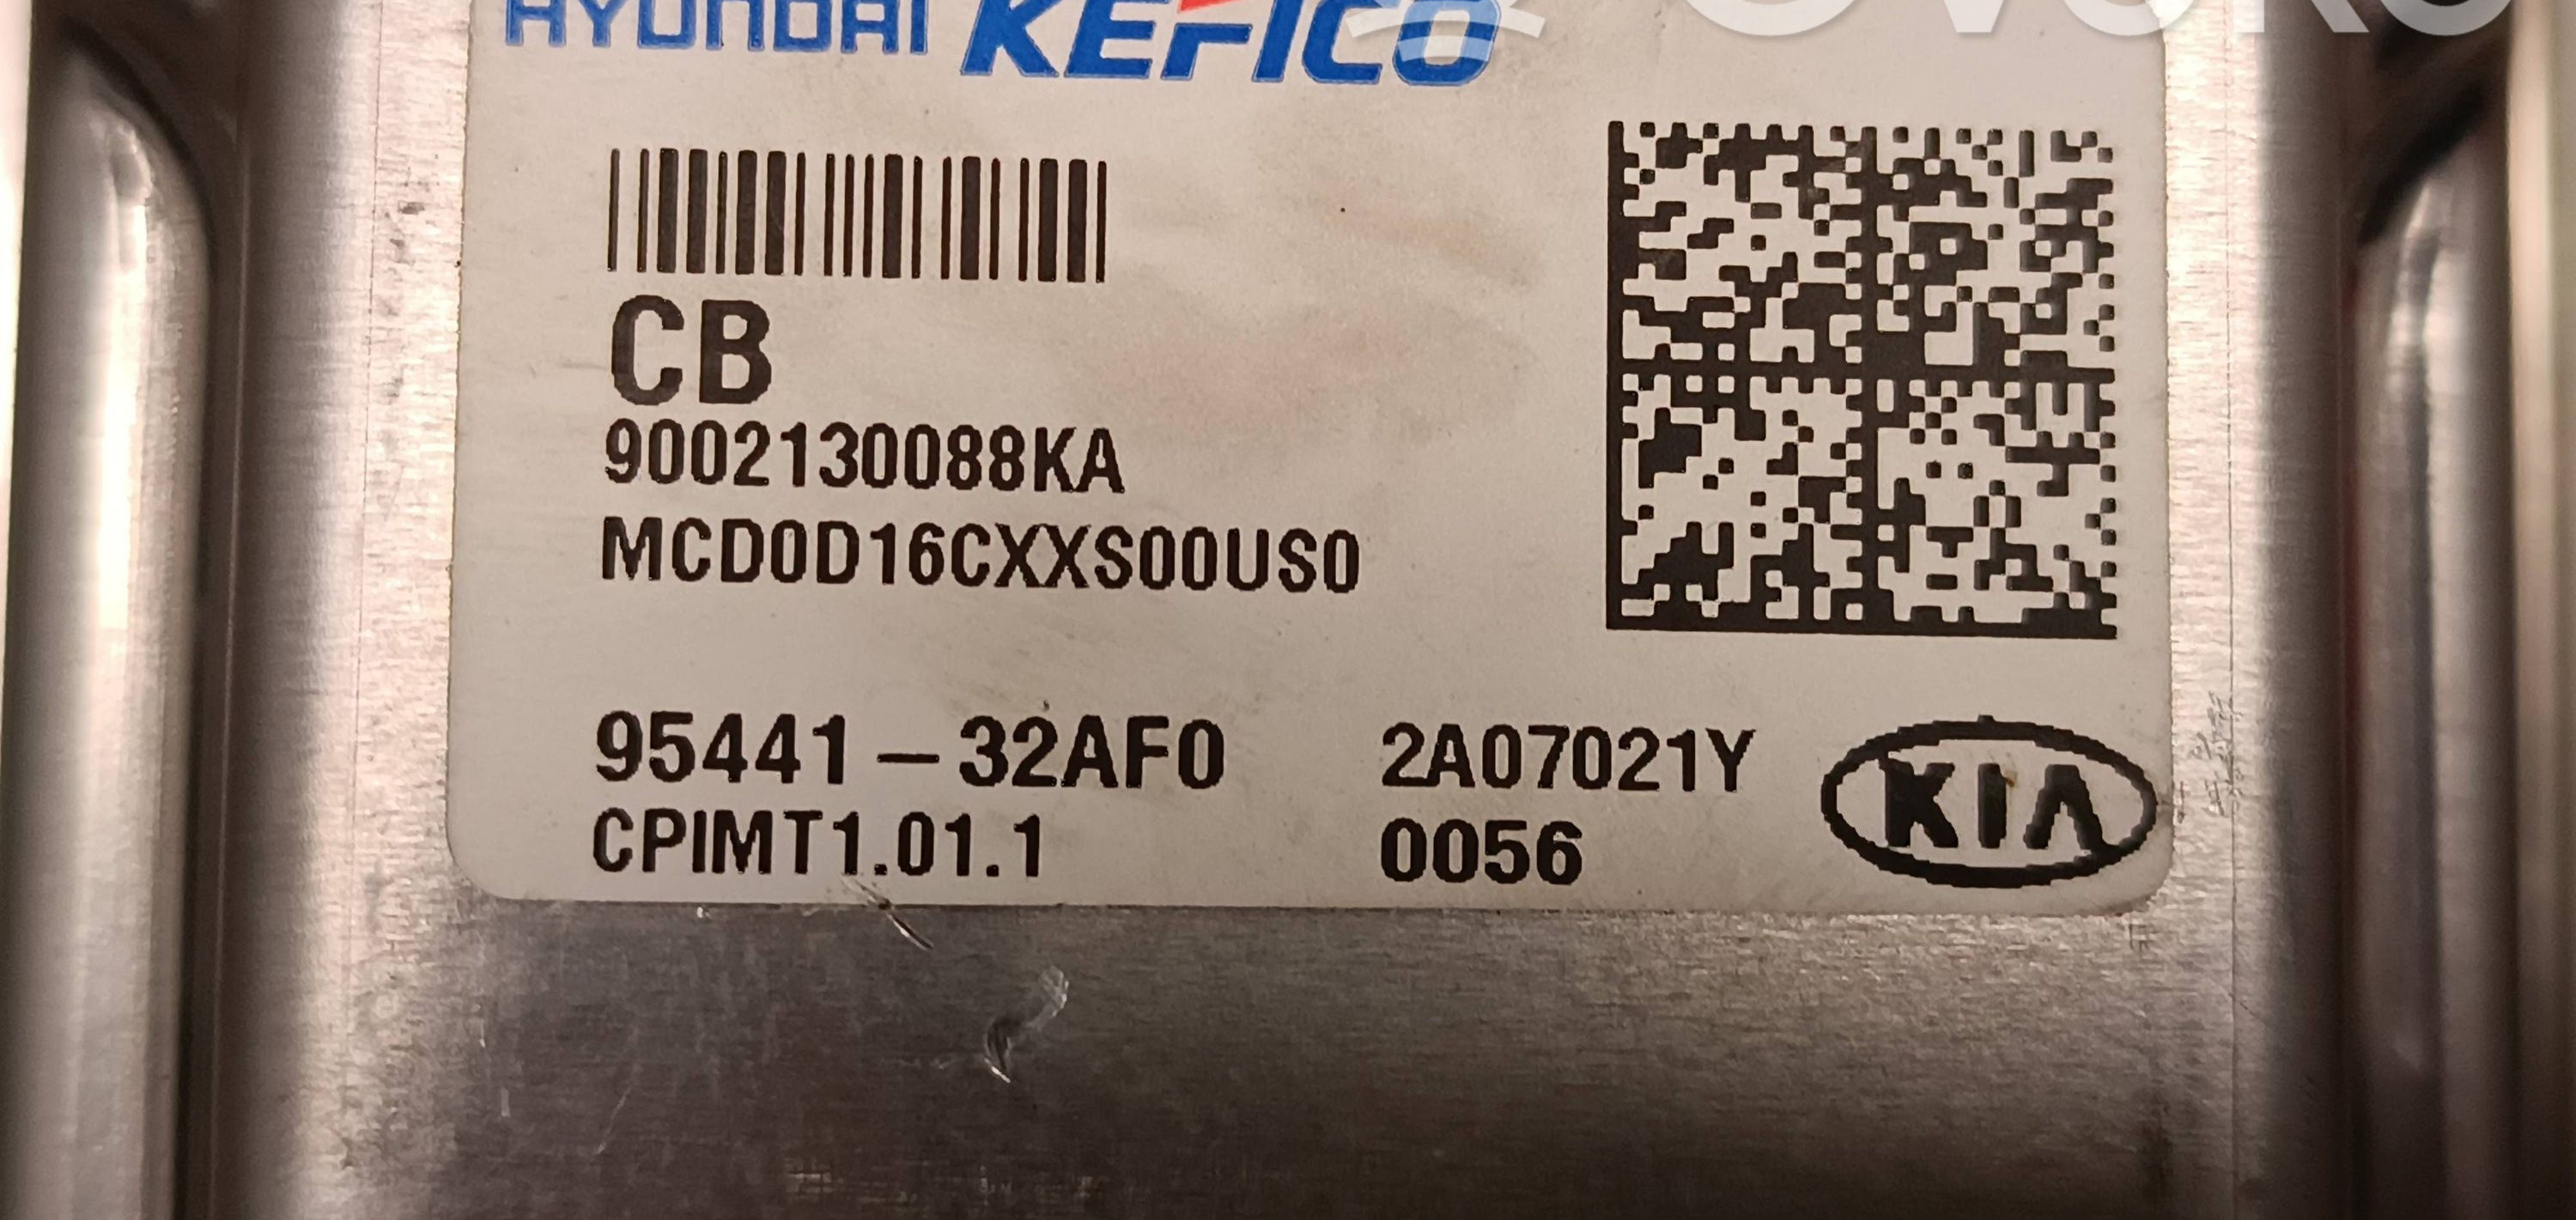 HYUNDAI KEFICO
CB
9002130088KA
MCD0D16CXXS00US0
95441-32AF0 2A07021Y
CPIMT1.01.1 0056
KIA